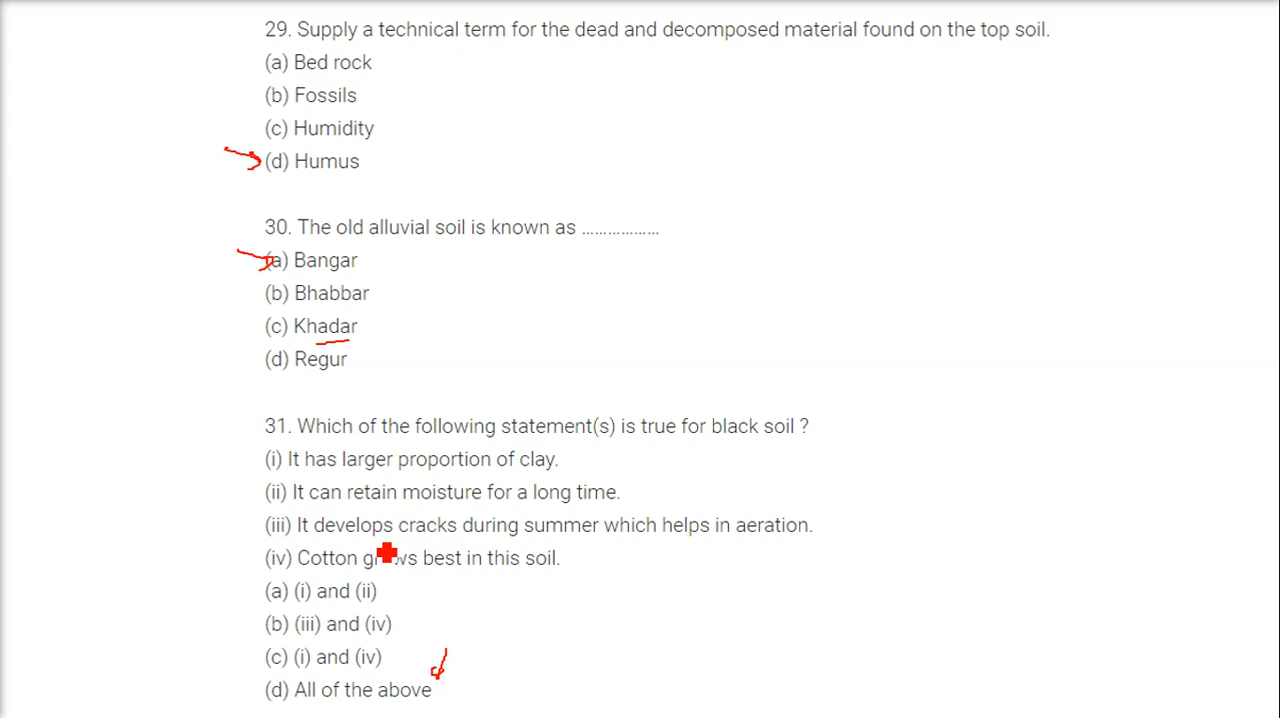 29. Supply a technical term for the dead and decomposed material found on the top soil.
(a) Bed rock
(b) Fossils
(c) Humidity
(d) Humus
30. The old alluvial soil is known as ..................
(a) Bangar
(b) Bhabbar
(c) Khadar
(d) Regur
31. Which of the following statement(s) is true for black soil ?
(i) It has larger proportion of clay.
(ii) It can retain moisture for a long time.
(iii) It develops cracks during summer which helps in aeration.
(iv) Cotton grows best in this soil.
(a) (i) and (ii)
(b) (iii) and (iv)
(c) (i) and (iv)
(d) All of the above